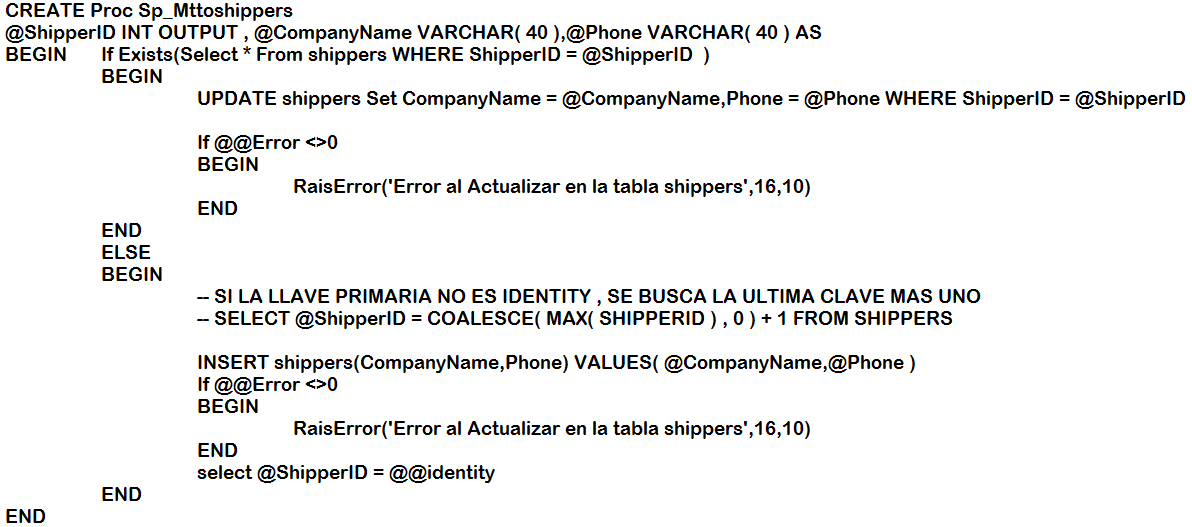 CREATE Proc Sp_Mttoshippers
@ShipperID INT OUTPUT , @CompanyName VARCHAR( 40 ),@Phone VARCHAR( 40 ) AS
BEGIN If Exists(Select * From shippers WHERE ShipperID = @ShipperID )
BEGIN
UPDATE shippers Set CompanyName = @CompanyName,Phone = @Phone WHERE ShipperID = @ShipperID
If @@Error <>0
BEGIN
RaisError('Error al Actualizar en la tabla shippers',16,10)
END
END
ELSE
BEGIN
-- SI LA LLAVE PRIMARIA NO ES IDENTITY , SE BUSCA LA ULTIMA CLAVE MAS UNO
-- SELECT @ShipperID = COALESCE( MAX( SHIPPERID ) , 0 ) + 1 FROM SHIPPERS
INSERT shippers(CompanyName,Phone) VALUES( @CompanyName,@Phone )
If @@Error <>0
BEGIN
RaisError('Error al Actualizar en la tabla shippers',16,10)
END
select @ShipperID = @@identity
END
END